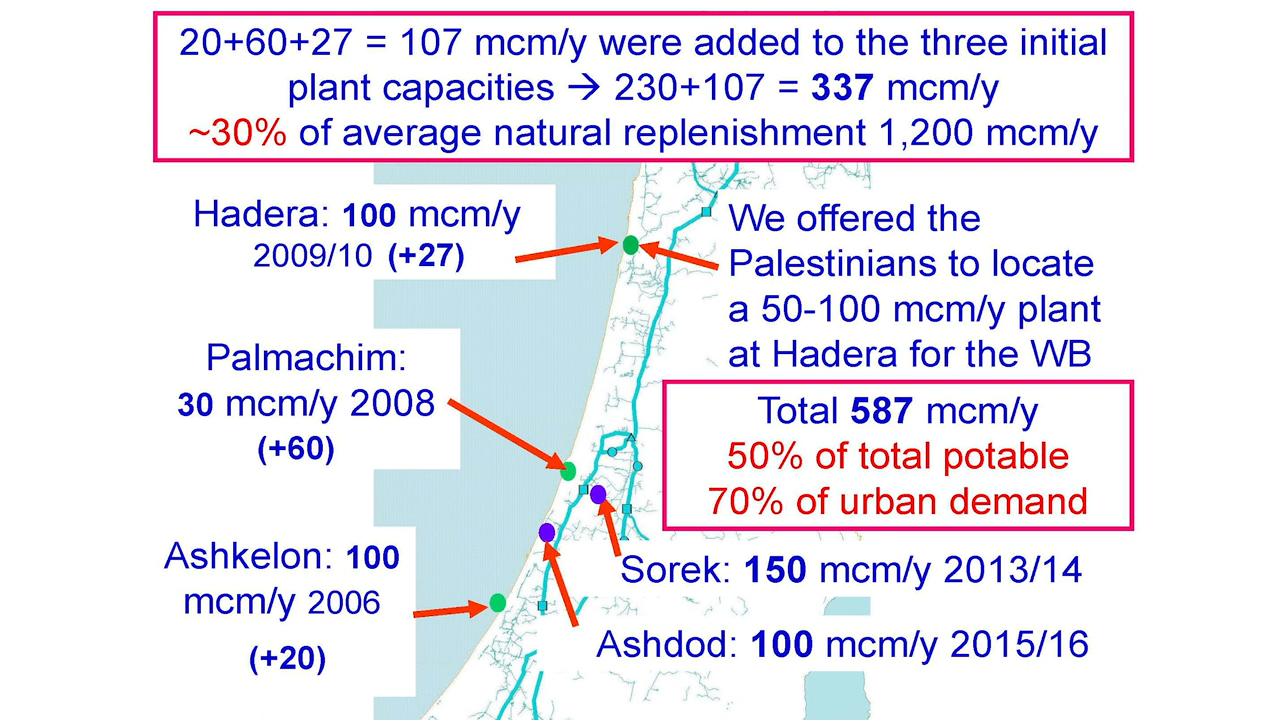 20+60+27 = 107 mcm/y were added to the three initial
plant capacities → 230+107 = 337 mcm/y
~30% of average natural replenishment 1,200 mcm/y
Hadera: 100 mcm/y
2009/10 (+27)
We offered the
Palestinians to locate
a 50-100 mcm/y plant
at Hadera for the WB
Palmachim:
30 mcm/y 2008
(+60)
Total 587 mcm/y
50% of total potable
70% of urban demand
Ashkelon: 100
mcm/y 2006
(+20)
Sorek: 150 mcm/y 2013/14
Ashdod: 100 mcm/y 2015/16